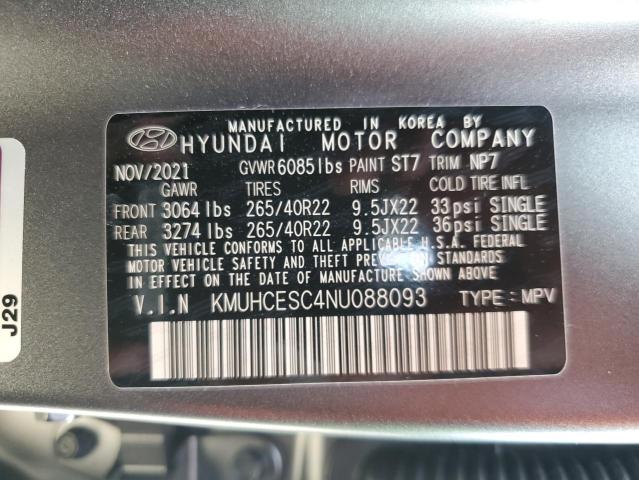 MANUFACTURED IN KOREA BY
HYUNDAI MOTOR COMPANY
NOV/2021 GVWR 6085lbs PAINT ST7 TRIM NP7
GAWR TIRES RIMS COLD TIRE INFL
FRONT 3064 lbs 265/40R22 9.5JX22 33psi SINGLE
REAR 3274 lbs 265/40R22 9.5JX22 36psi SINGLE
THIS VEHICLE CONFORMS TO ALL APPLICABLE U.S.A. FEDERAL
MOTOR VEHICLE SAFETY AND THEFT PREVENTION STANDARDS
IN EFFECT ON THE DATE OF MANUFACTURE SHOWN ABOVE.
V.I.N KMUHCESC4NU088093 TYPE : MPV
J29